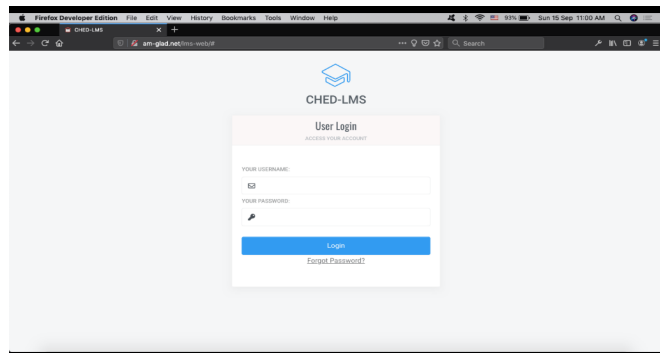 Firefox Developer Edition File Edit View History Bookmarks Tools Window Help 93% Sun 15 Sep 11:00 AM
CHED-LMS
am-glad.net/lms-web/#
Search
CHED-LMS
User Login
ACCESS YOUR ACCOUNT
YOUR USERNAME:
YOUR PASSWORD:
Login
Forgot Password?